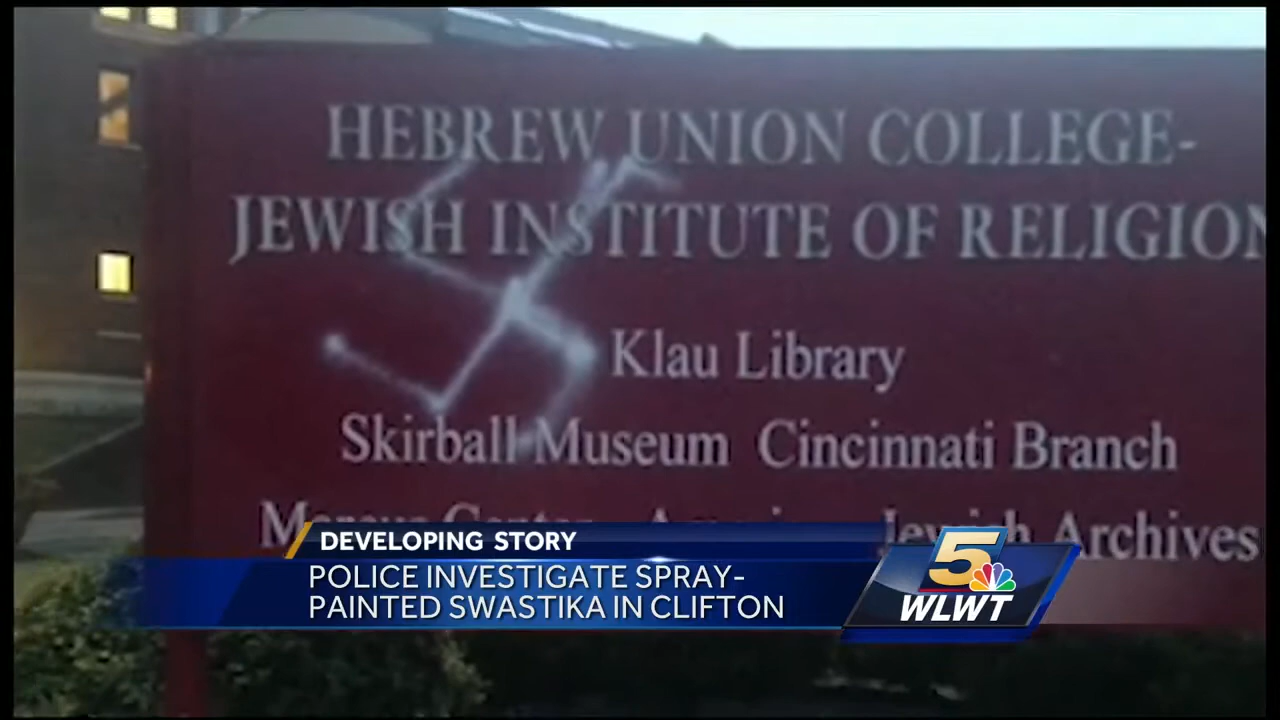 HEBREW UNION COLLEGE-
JEWISH INSTITUTE OF RELIGION
Klau Library
Skirball Museum Cincinnati Branch
Jewish Archives
DEVELOPING STORY
POLICE INVESTIGATE SPRAY-
PAINTED SWASTIKA IN CLIFTON
5
WLWT